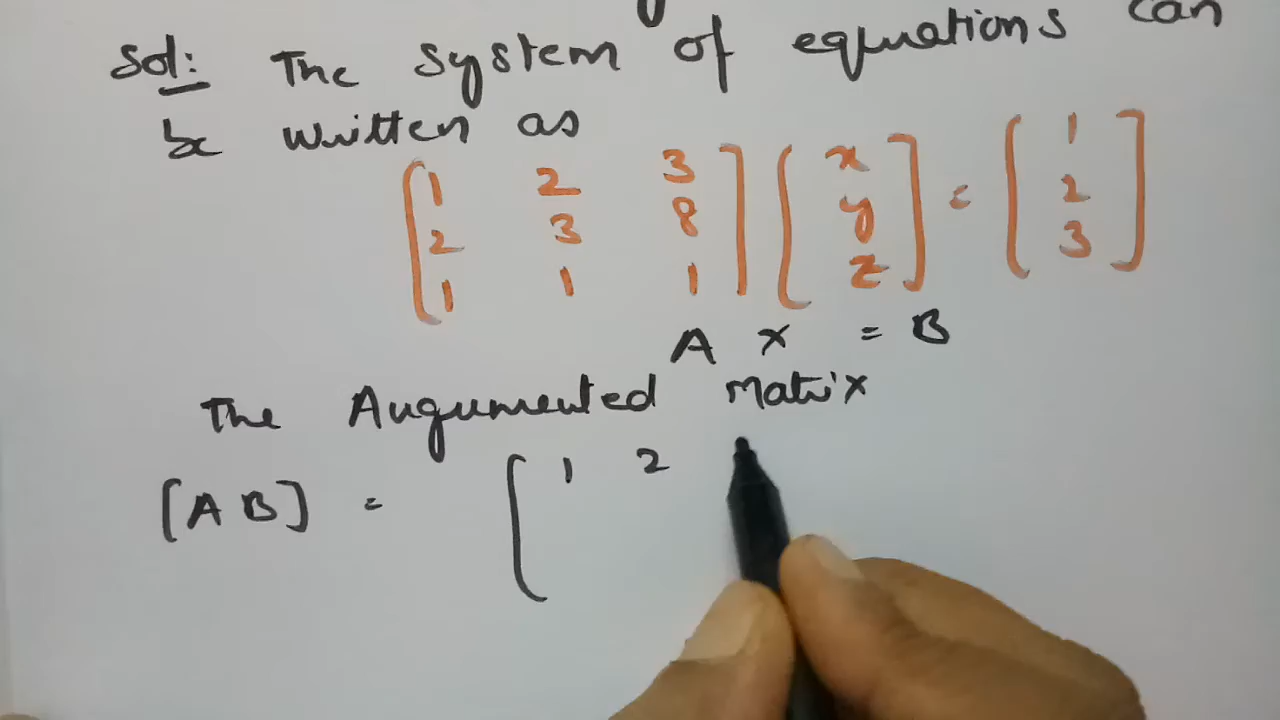 Sol: The system of equations can
be written as
[1 2 3] [x] = [1]
[2 3 8] [y] [2]
[1 1 1] [z] [3]
A X = B
The Augumented Matrix
[A B] = [1 2